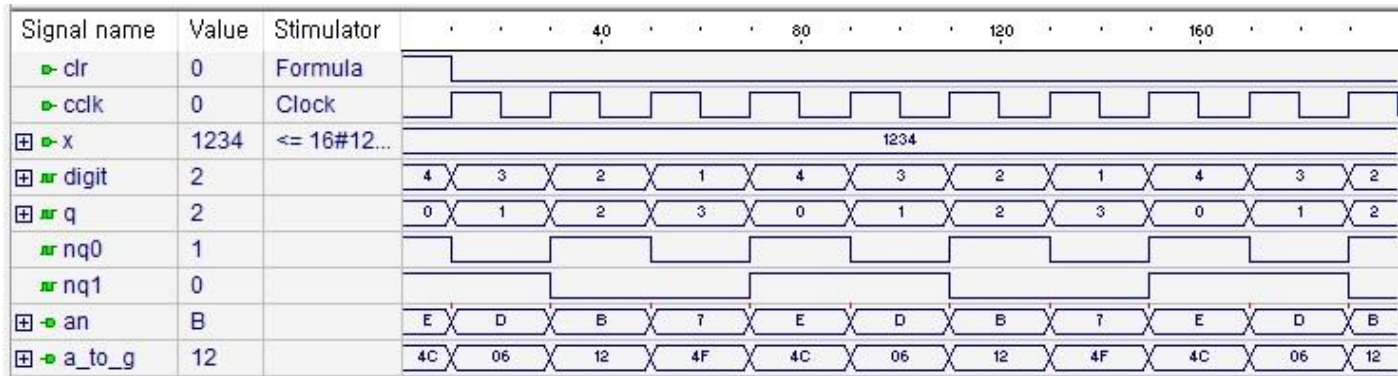 Signal name Value Stimulator 40 80 120 160
clr 0 Formula
cclk 0 Clock
x 1234 <= 16#12... 1234
digit 2 4 3 2 1 4 3 2 1 4 3 2
q 2 0 1 2 3 0 1 2 3 0 1 2
nq0 1
nq1 0
an B E D B 7 E D B 7 E D B
a_to_g 12 4C 06 12 4F 4C 06 12 4F 4C 06 12